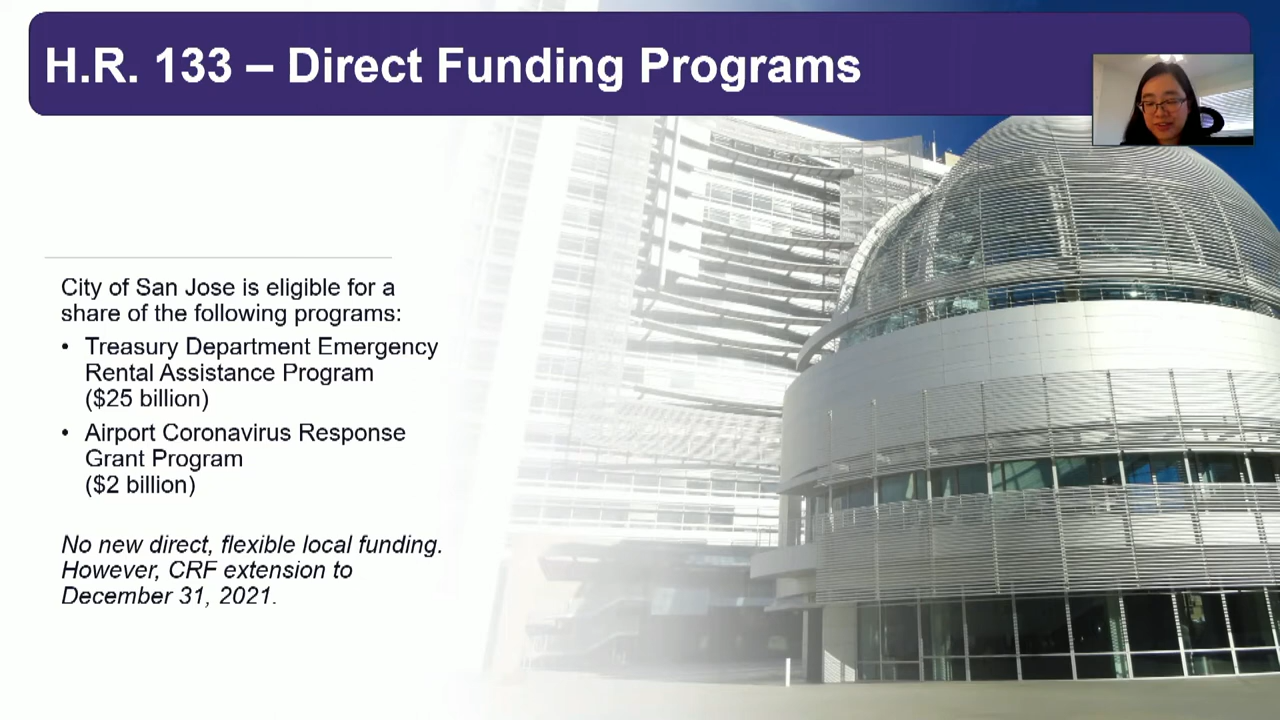 H.R. 133 – Direct Funding Programs
City of San Jose is eligible for a
share of the following programs:
• Treasury Department Emergency
Rental Assistance Program
($25 billion)
• Airport Coronavirus Response
Grant Program
($2 billion)
No new direct, flexible local funding.
However, CRF extension to
December 31, 2021.